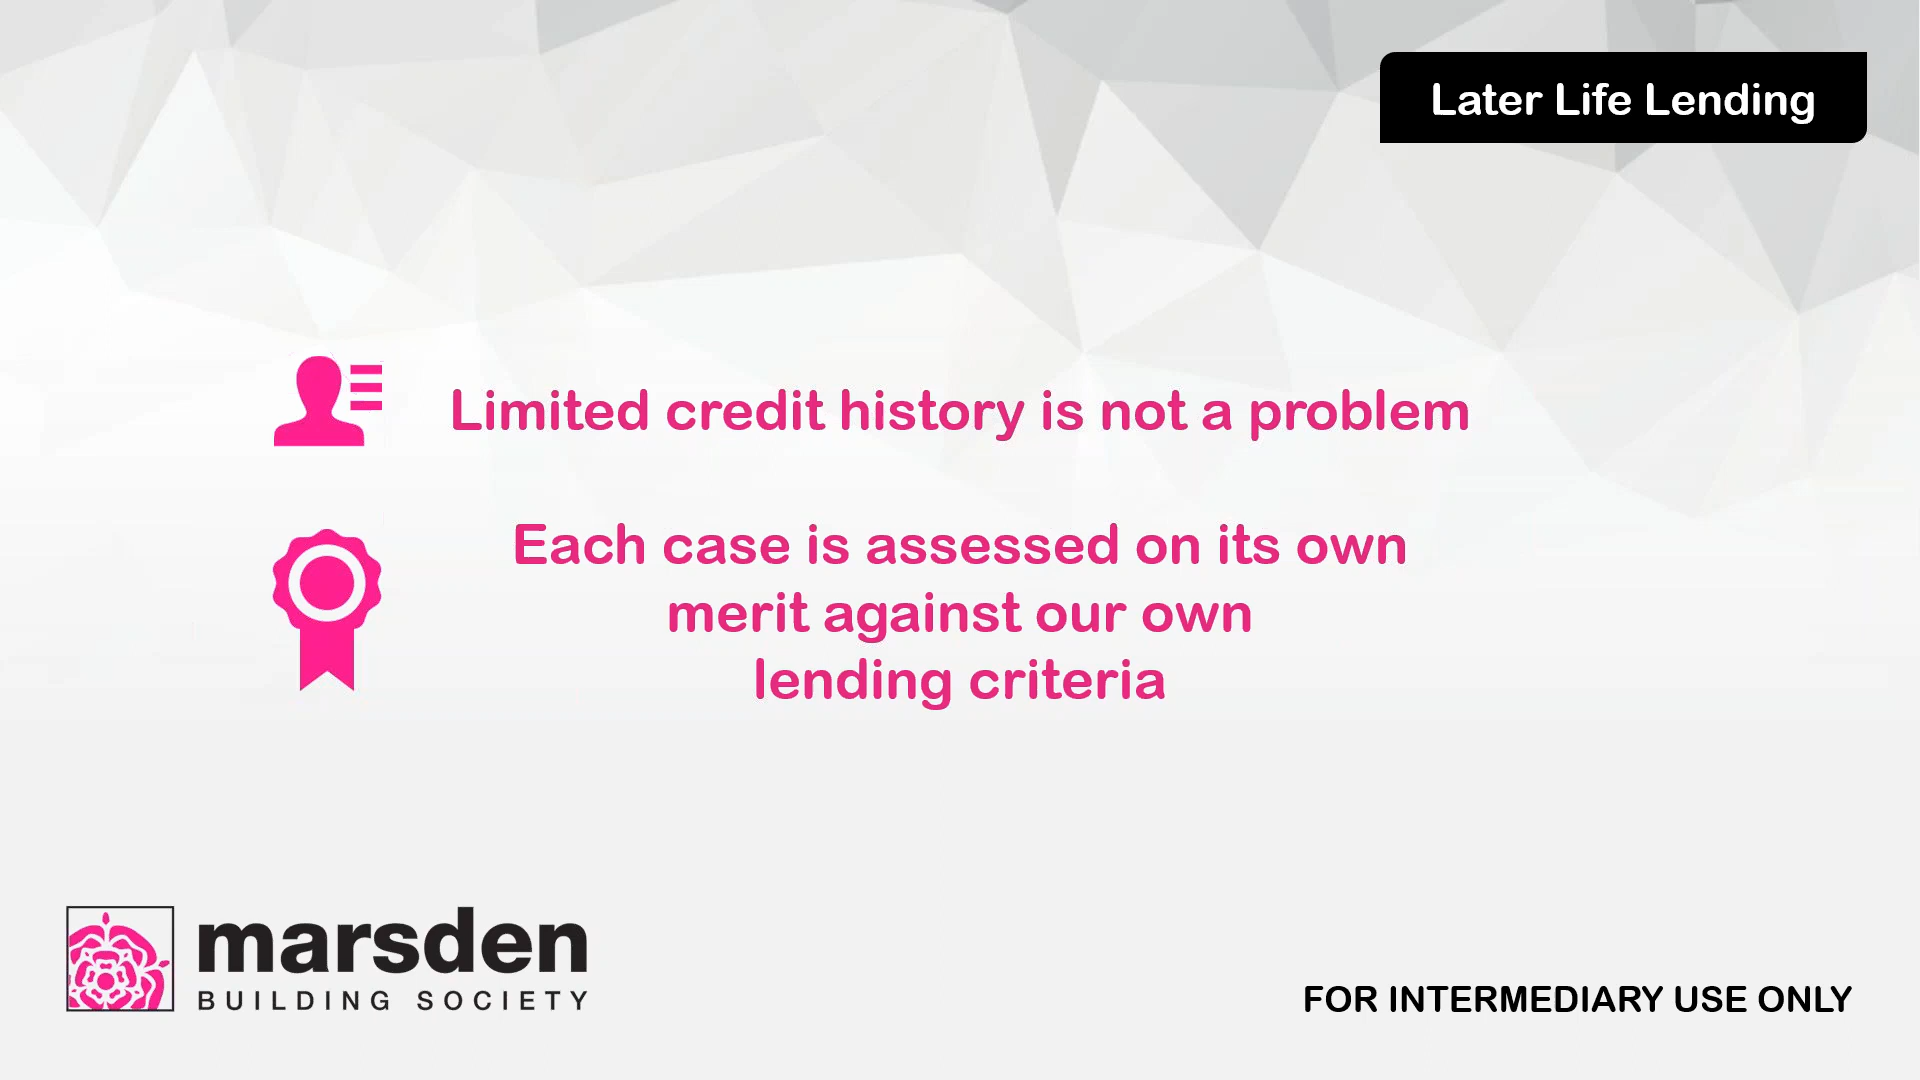 Later Life Lending
Limited credit history is not a problem
Each case is assessed on its own
merit against our own
lending criteria
marsden
BUILDING SOCIETY
FOR INTERMEDIARY USE ONLY